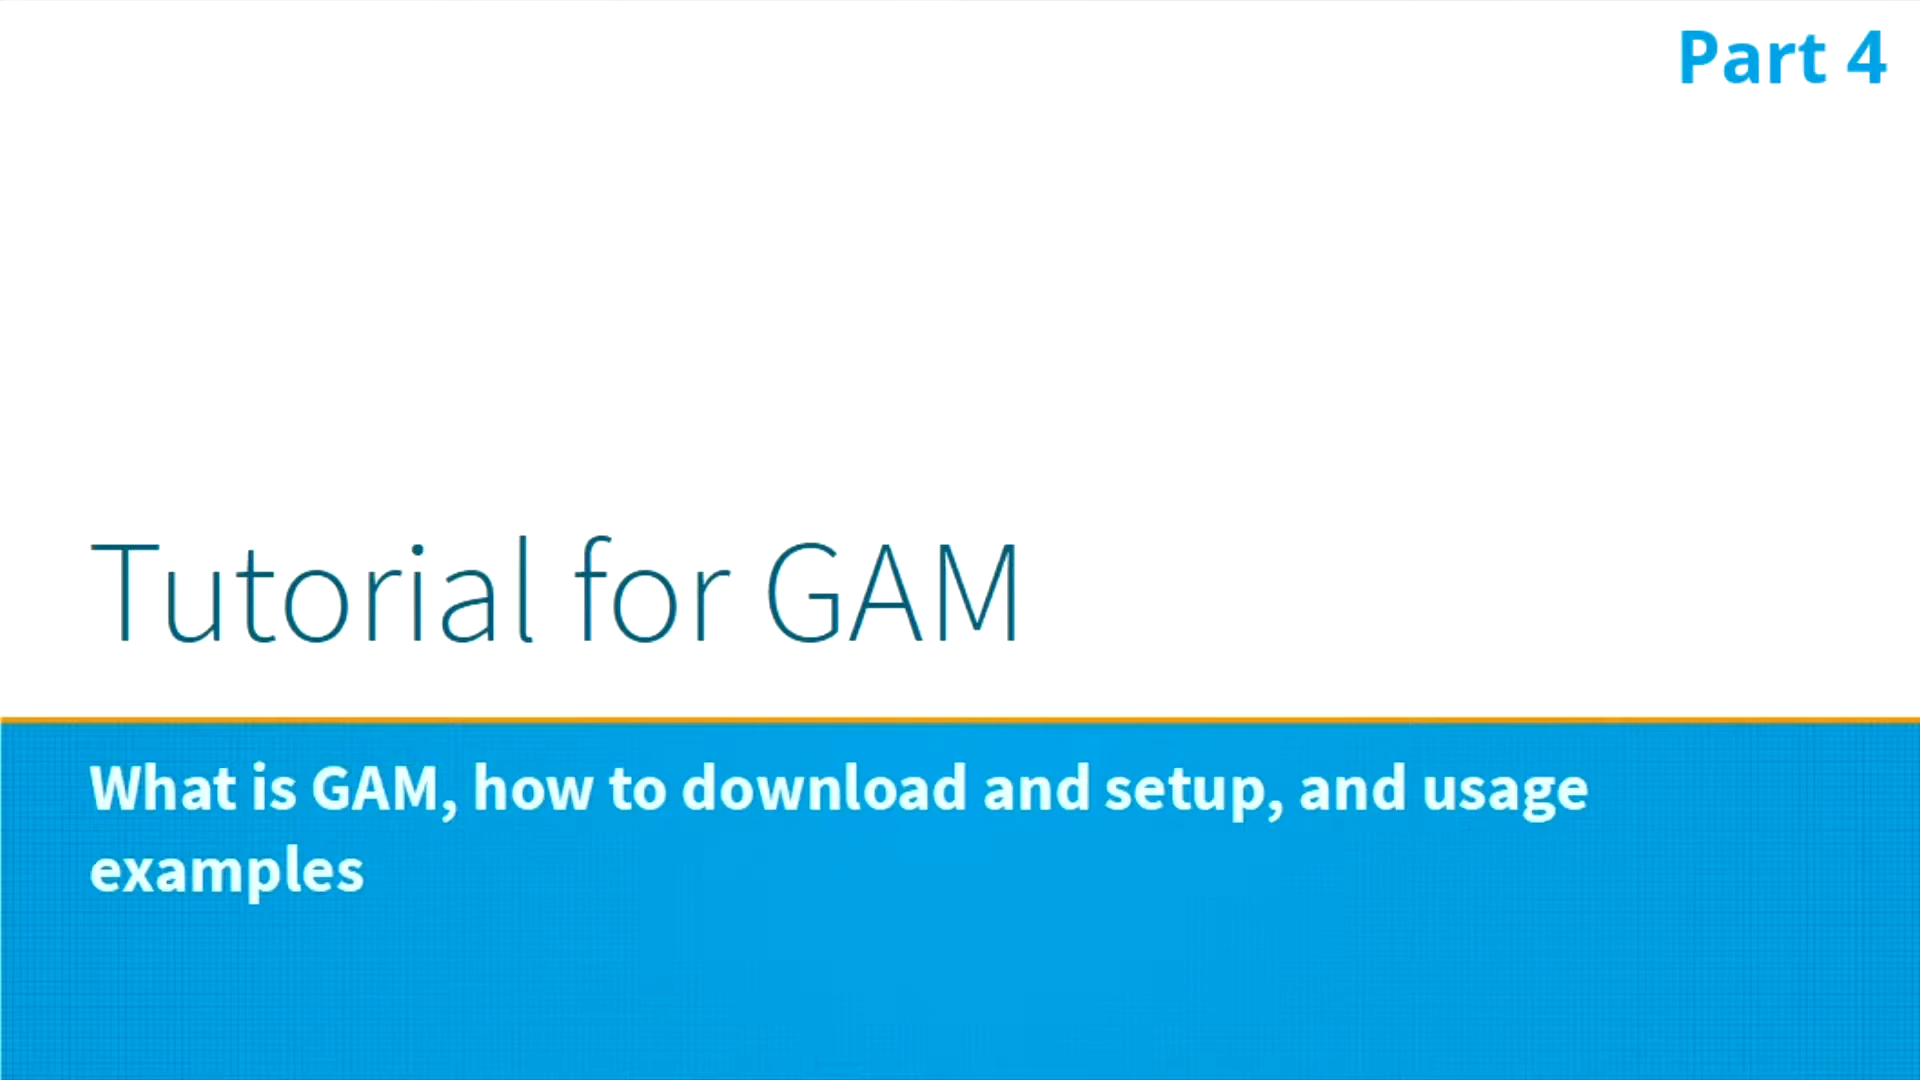 Part 4
Tutorial for GAM
What is GAM, how to download and setup, and usage
examples